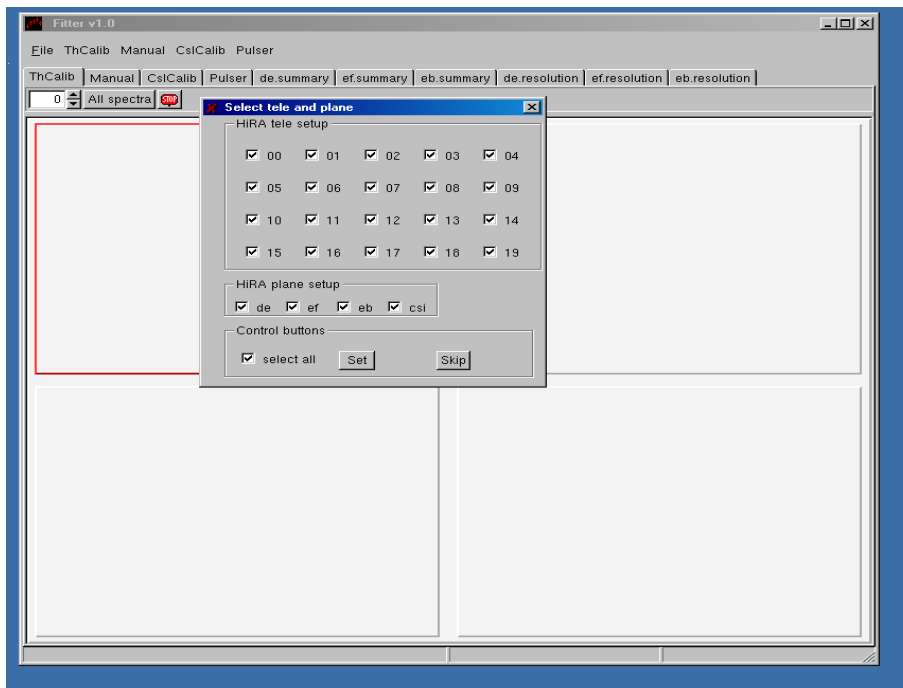 Fitter v1.0
File ThCalib Manual CsICalib Pulser
ThCalib Manual CsICalib Pulser de.summary ef.summary eb.summary de.resolution ef.resolution eb.resolution
0 All spectra STOP
Select tele and plane
HiRA tele setup
00 01 02 03 04
05 06 07 08 09
10 11 12 13 14
15 16 17 18 19
HiRA plane setup
de ef eb csi
Control buttons
select all Set Skip